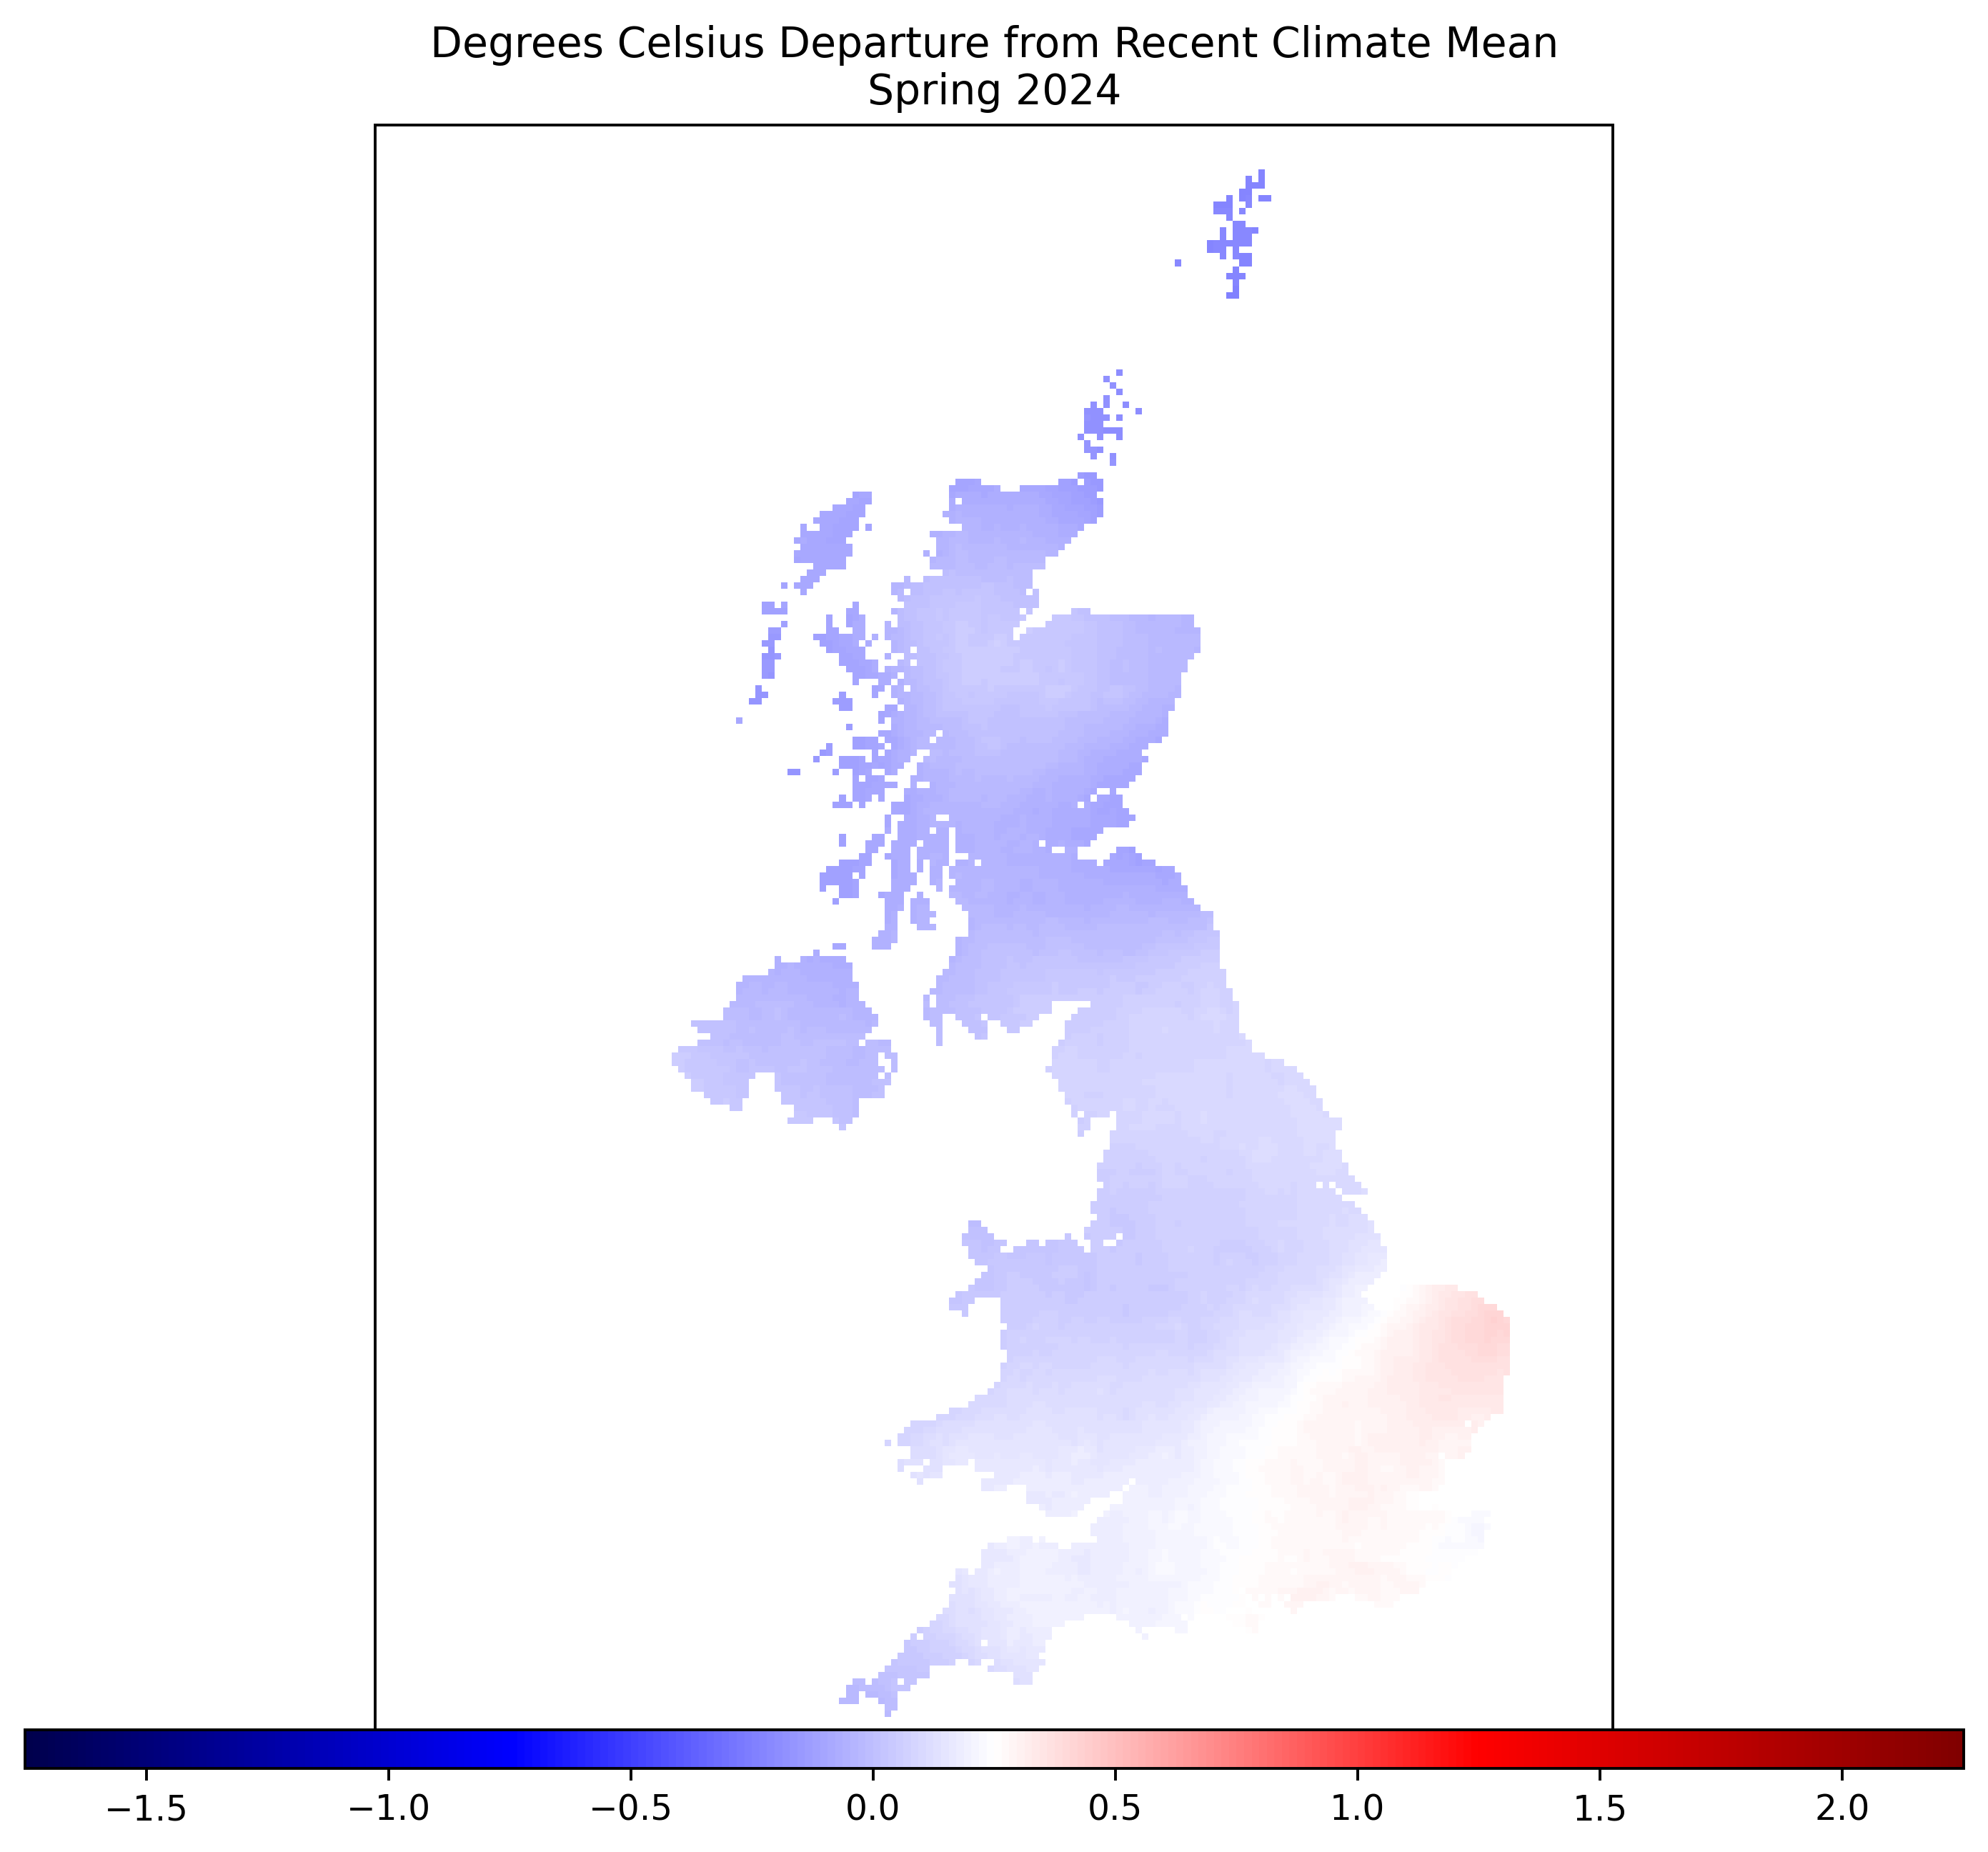 Degrees Celsius Departure from Recent Climate Mean
Spring 2024
−1.5 −1.0 −0.5 0.0 0.5 1.0 1.5 2.0